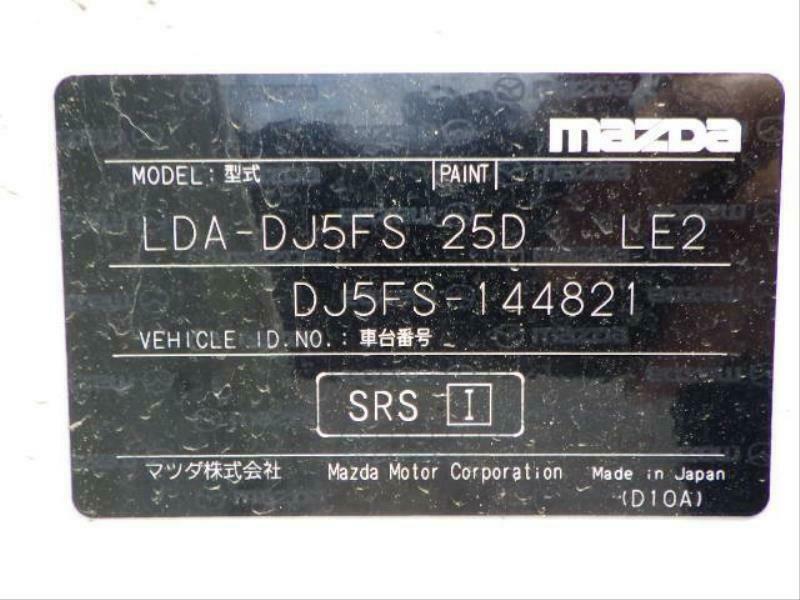 mazda
MODEL: 型式 PAINT
LDA-DJ5FS 25D LE2
DJ5FS-144821
VEHICLE ID.NO.: 車台番号
SRS I
マツダ株式会社 Mazda Motor Corporation Made in Japan
(D10A)